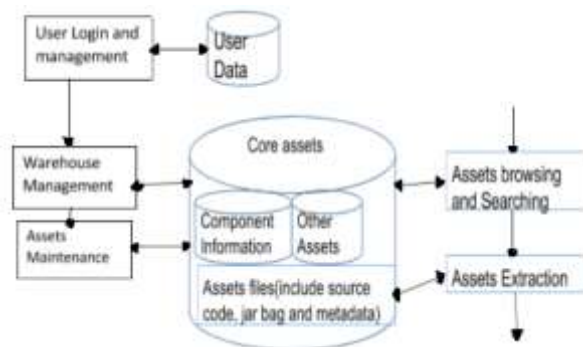 User Login and
management
User
Data
Core assets
Warehouse
Management
Assets browsing
and Searching
Component
Information
Other
Assets
Assets
Maintenance
Assets files(include source
code, jar bag and metadata)
Assets Extraction